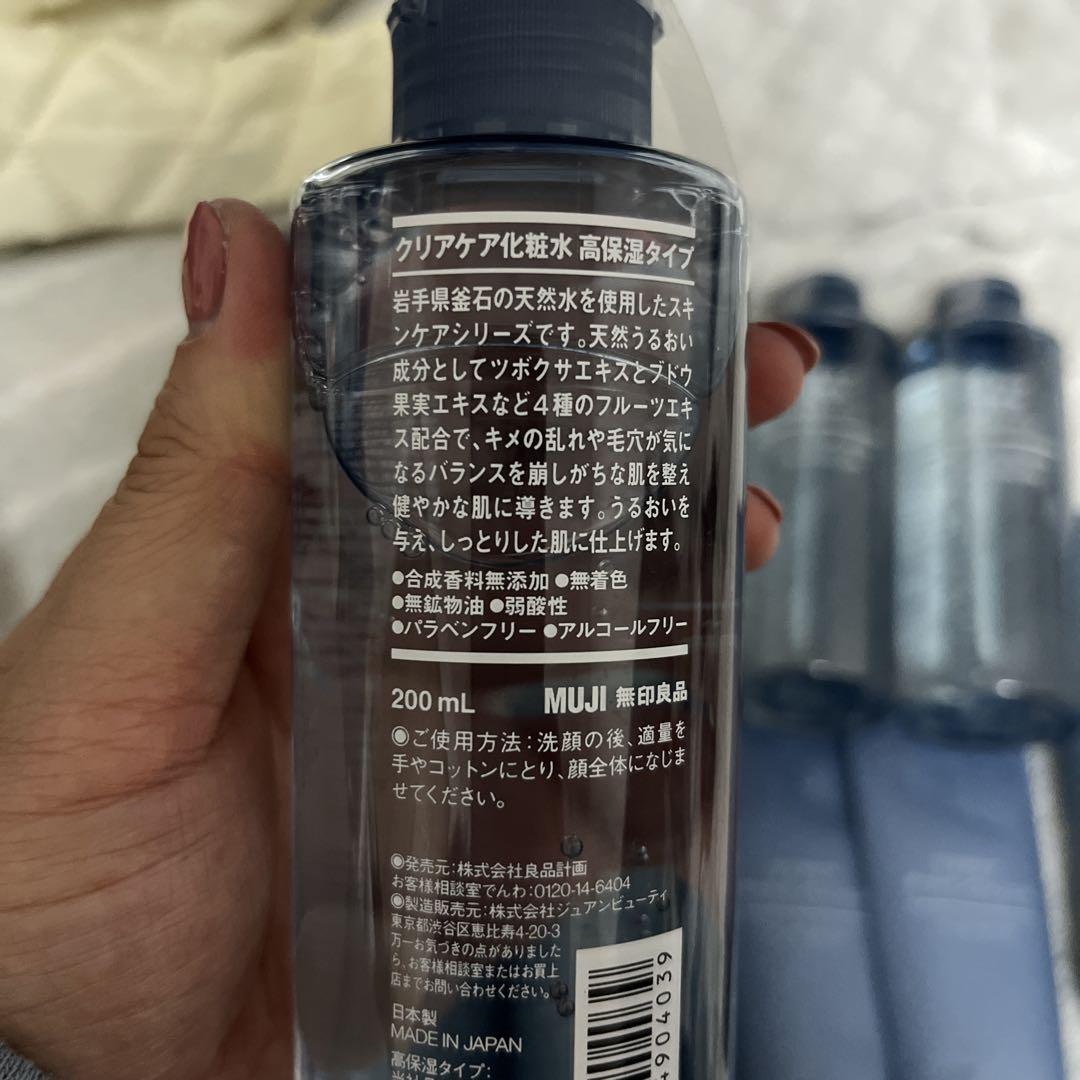 クリアケア化粧水 高保湿タイプ
岩手県釜石の天然水を使用したスキ
ンケアシリーズです。天然うるおい
成分としてツボクサエキスとブドウ
果実エキスなど4種のフルーツエキ
ス配合で、キメの乱れや毛穴が気に
なるバランスを崩しがちな肌を整え
健やかな肌に導きます。うるおいを
与え、しっとりした肌に仕上げます。
●合成香料無添加 ●無着色
●無鉱物油 ●弱酸性
●パラベンフリー ●アルコールフリー
200 mL MUJI 無印良品
◉ご使用方法：洗顔の後、適量を
手やコットンにとり、顔全体になじま
せてください。
◉発売元：株式会社良品計画
お客様相談室でんわ：0120-14-6404
◉製造販売元：株式会社ジュアンビューティ
東京都渋谷区恵比寿4-20-3
万一お気づきの点がありました
ら、お客様相談室またはお買上
店までお問い合わせください。
日本製
MADE IN JAPAN
高保湿タイプ：
4904039